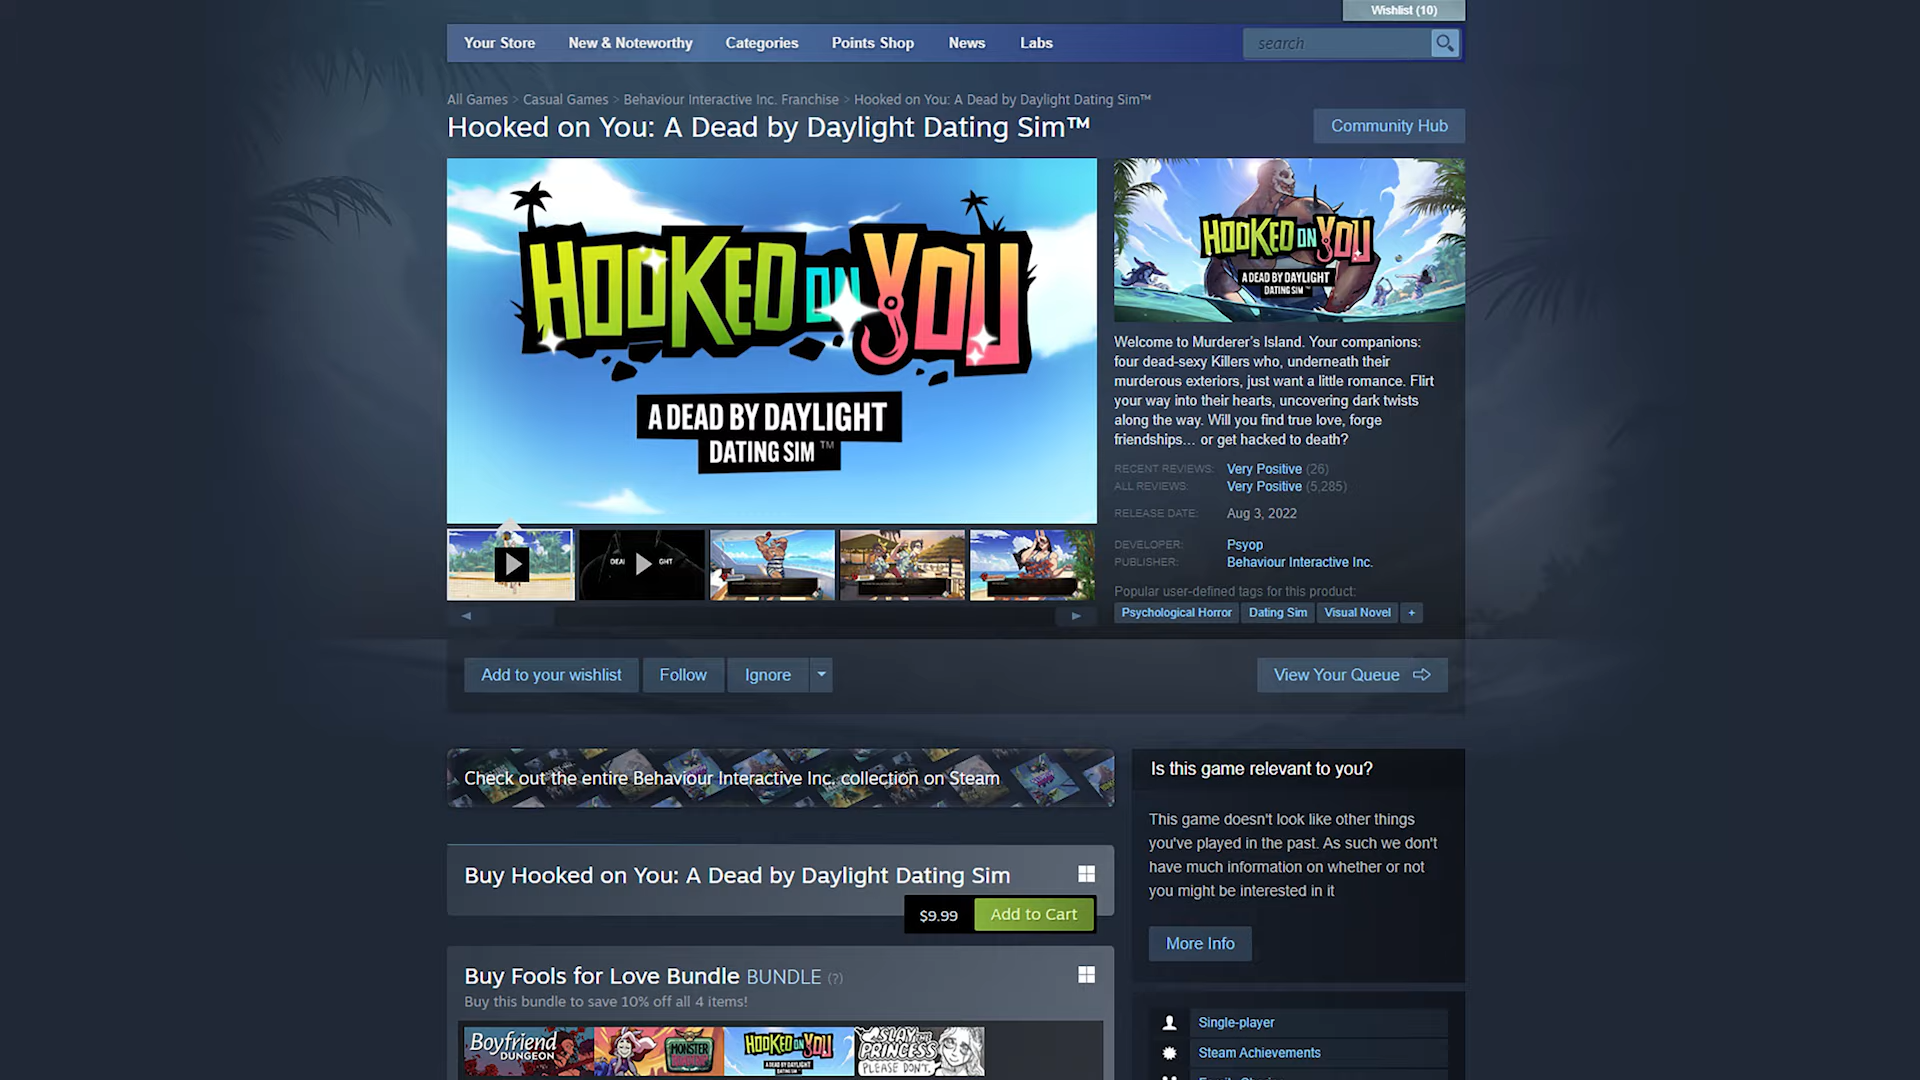 Wishlist (10)
Your Store New & Noteworthy Categories Points Shop News Labs search
All Games > Casual Games > Behaviour Interactive Inc. Franchise > Hooked on You: A Dead by Daylight Dating Sim™
Hooked on You: A Dead by Daylight Dating Sim™
Community Hub
HOOKED ON YOU
A DEAD BY DAYLIGHT
DATING SIM™
HOOKED ON YOU
A DEAD BY DAYLIGHT
DATING SIM™
Welcome to Murderer's Island. Your companions:
four dead-sexy Killers who, underneath their
murderous exteriors, just want a little romance. Flirt
your way into their hearts, uncovering dark twists
along the way. Will you find true love, forge
friendships… or get hacked to death?
RECENT REVIEWS: Very Positive (26)
ALL REVIEWS: Very Positive (5,285)
RELEASE DATE: Aug 3, 2022
DEVELOPER: Psyop
PUBLISHER: Behaviour Interactive Inc.
Popular user-defined tags for this product:
Psychological Horror Dating Sim Visual Novel +
DEAD GHT
Add to your wishlist Follow Ignore View Your Queue
Check out the entire Behaviour Interactive Inc. collection on Steam
Buy Hooked on You: A Dead by Daylight Dating Sim
$9.99 Add to Cart
Buy Fools for Love Bundle BUNDLE (?)
Buy this bundle to save 10% off all 4 items!
Boyfriend
DUNGEON
MONSTER
HOOKED ON YOU
A DEAD BY DAYLIGHT
DATING SIM
SLAY THE
PRINCESS
PLEASE DON'T.
Is this game relevant to you?
This game doesn't look like other things
you've played in the past. As such we don't
have much information on whether or not
you might be interested in it
More Info
Single-player
Steam Achievements